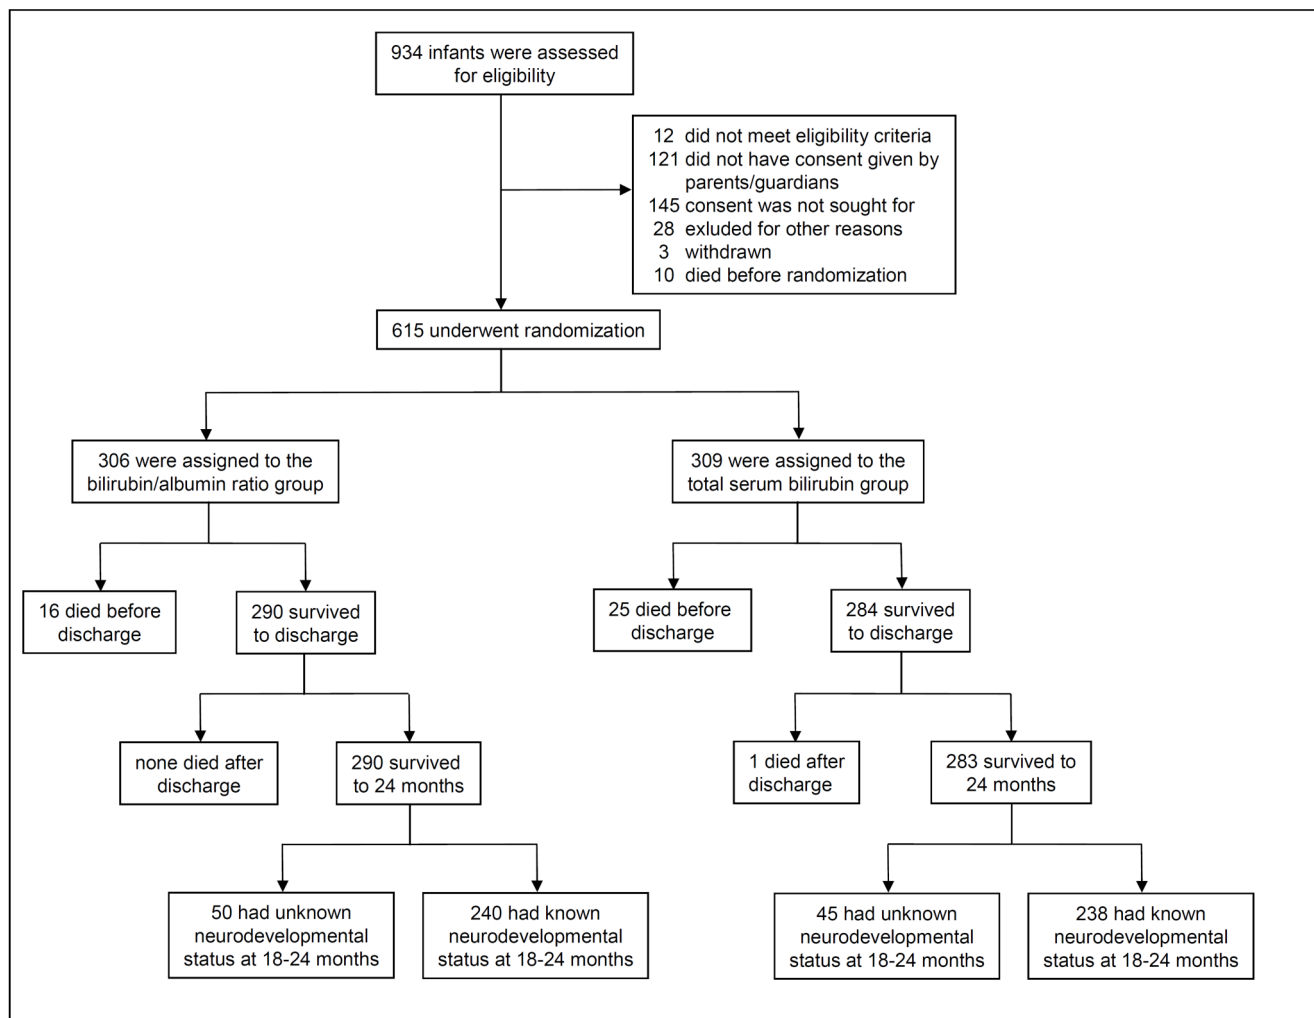 934 infants were assessed
for eligibility
12 did not meet eligibility criteria
121 did not have consent given by
parents/guardians
145 consent was not sought for
28 exluded for other reasons
3 withdrawn
10 died before randomization
615 underwent randomization
306 were assigned to the
bilirubin/albumin ratio group
309 were assigned to the
total serum bilirubin group
16 died before
discharge
290 survived
to discharge
25 died before
discharge
284 survived
to discharge
none died after
discharge
290 survived
to 24 months
1 died after
discharge
283 survived to
24 months
50 had unknown
neurodevelopmental
status at 18-24 months
240 had known
neurodevelopmental
status at 18-24 months
45 had unknown
neurodevelopmental
status at 18-24 months
238 had known
neurodevelopmental
status at 18-24 months